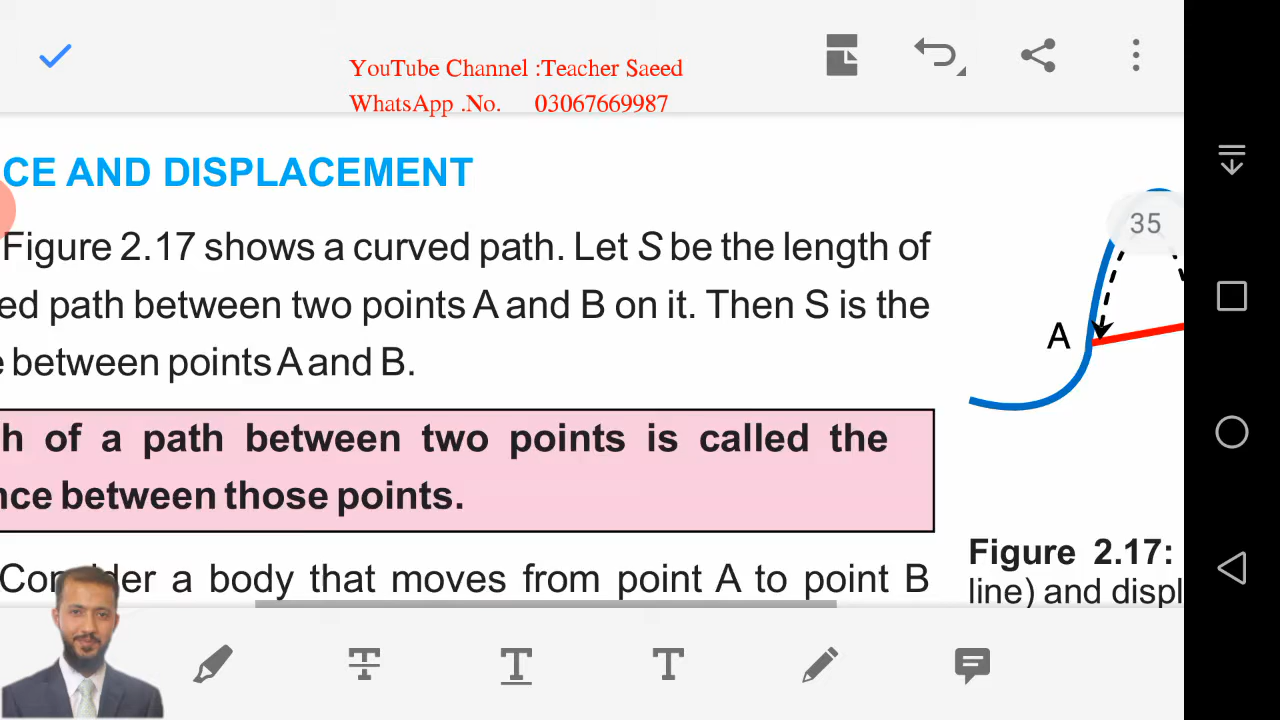 YouTube Channel :Teacher Saeed
WhatsApp .No. 03067669987
CE AND DISPLACEMENT
Figure 2.17 shows a curved path. Let S be the length of
ed path between two points A and B on it. Then S is the
e between points A and B.
h of a path between two points is called the
nce between those points.
Consider a body that moves from point A to point B
35
A
Figure 2.17:
line) and displ